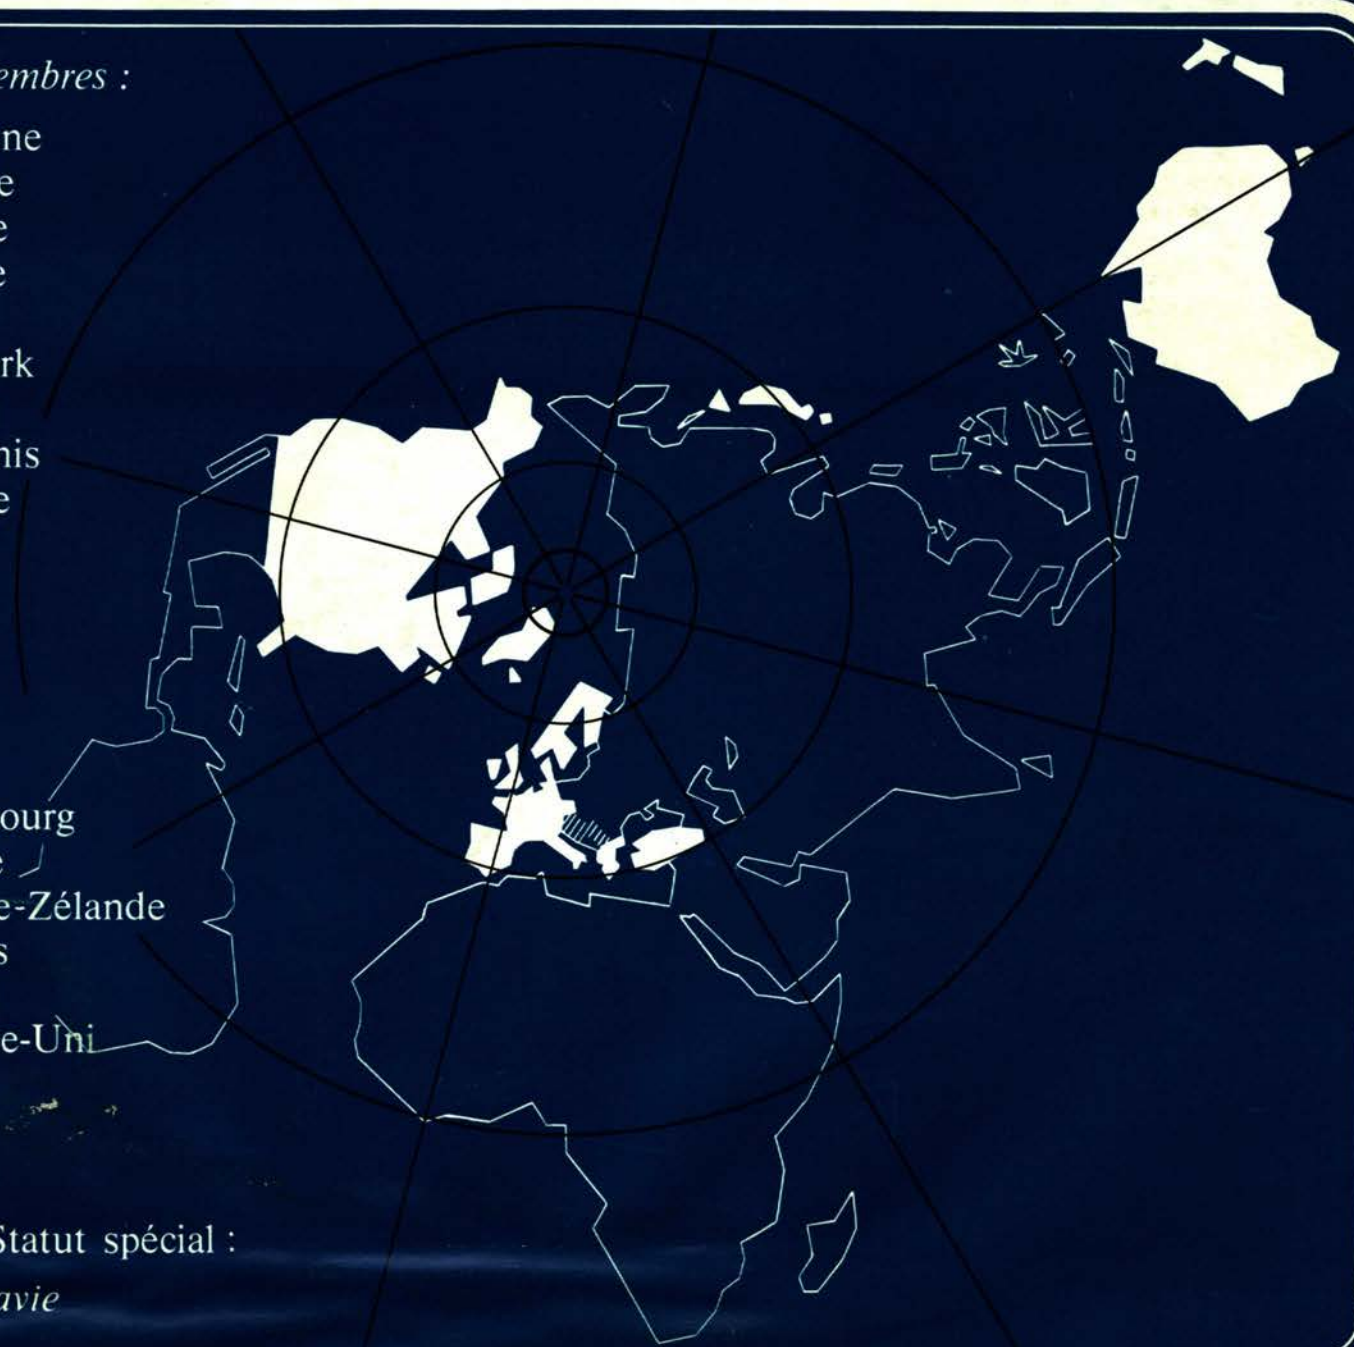 embres :
ne
e
e
e
rk
nis
e
ourg
e
e-Zélande
s
e-Uni
Statut spécial :
avie